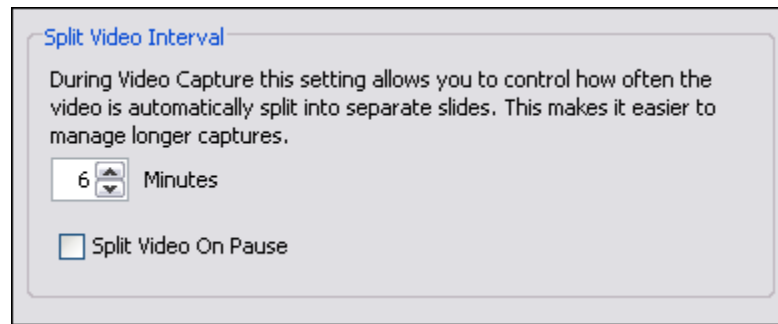 Split Video Interval
During Video Capture this setting allows you to control how often the
video is automatically split into separate slides. This makes it easier to
manage longer captures.
6 Minutes
Split Video On Pause